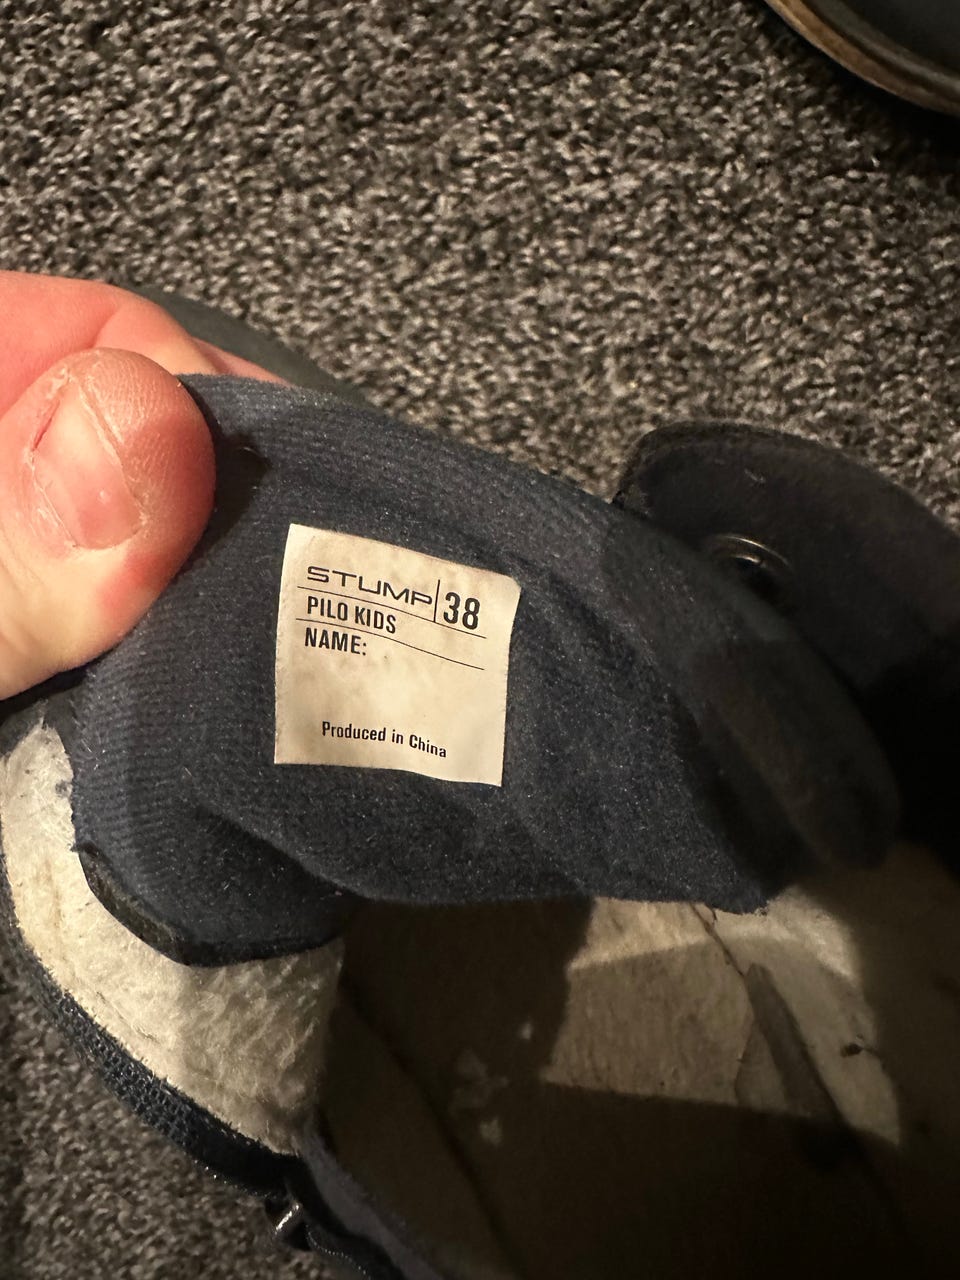 STUMP 38
PILO KIDS
NAME:
Produced in China